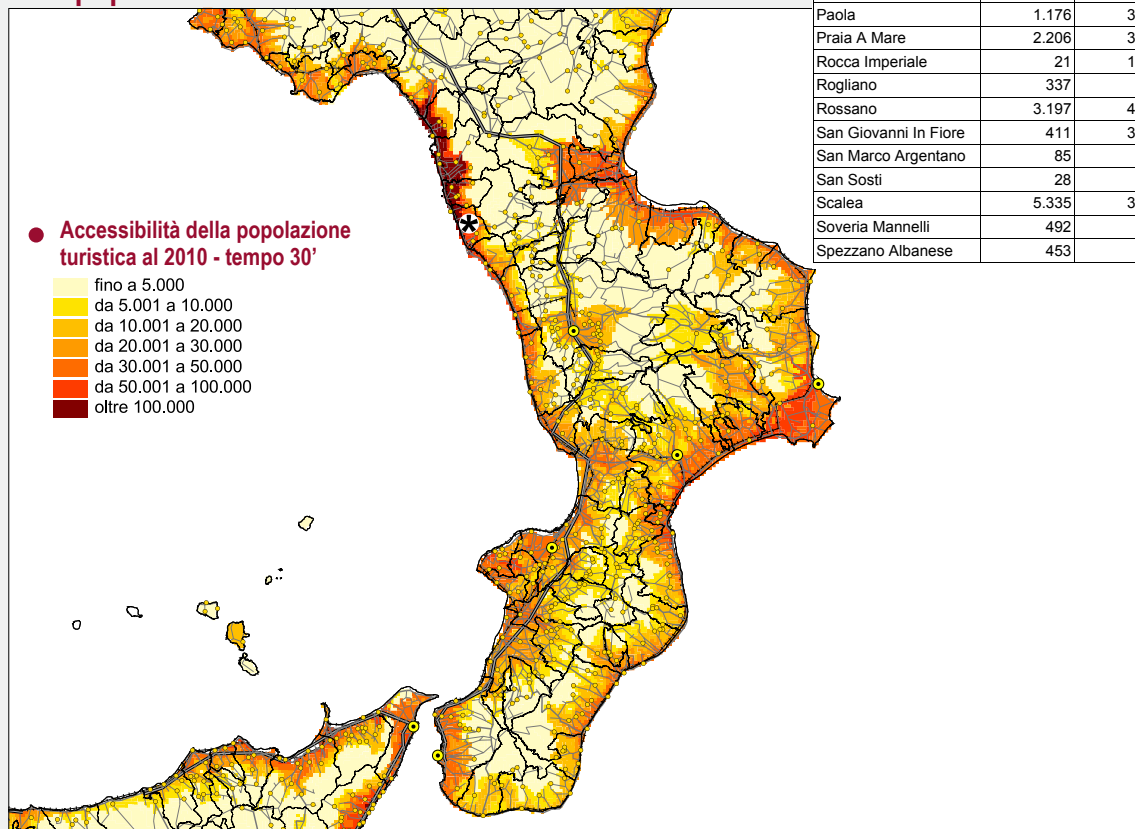 Paola 1.176 3
Praia A Mare 2.206 3
Rocca Imperiale 21 1
Rogliano 337
Rossano 3.197 4
San Giovanni In Fiore 411 3
San Marco Argentano 85
San Sosti 28
Scalea 5.335 3
Soveria Mannelli 492
Spezzano Albanese 453
Accessibilità della popolazione
turistica al 2010 - tempo 30'
fino a 5.000
da 5.001 a 10.000
da 10.001 a 20.000
da 20.001 a 30.000
da 30.001 a 50.000
da 50.001 a 100.000
oltre 100.000